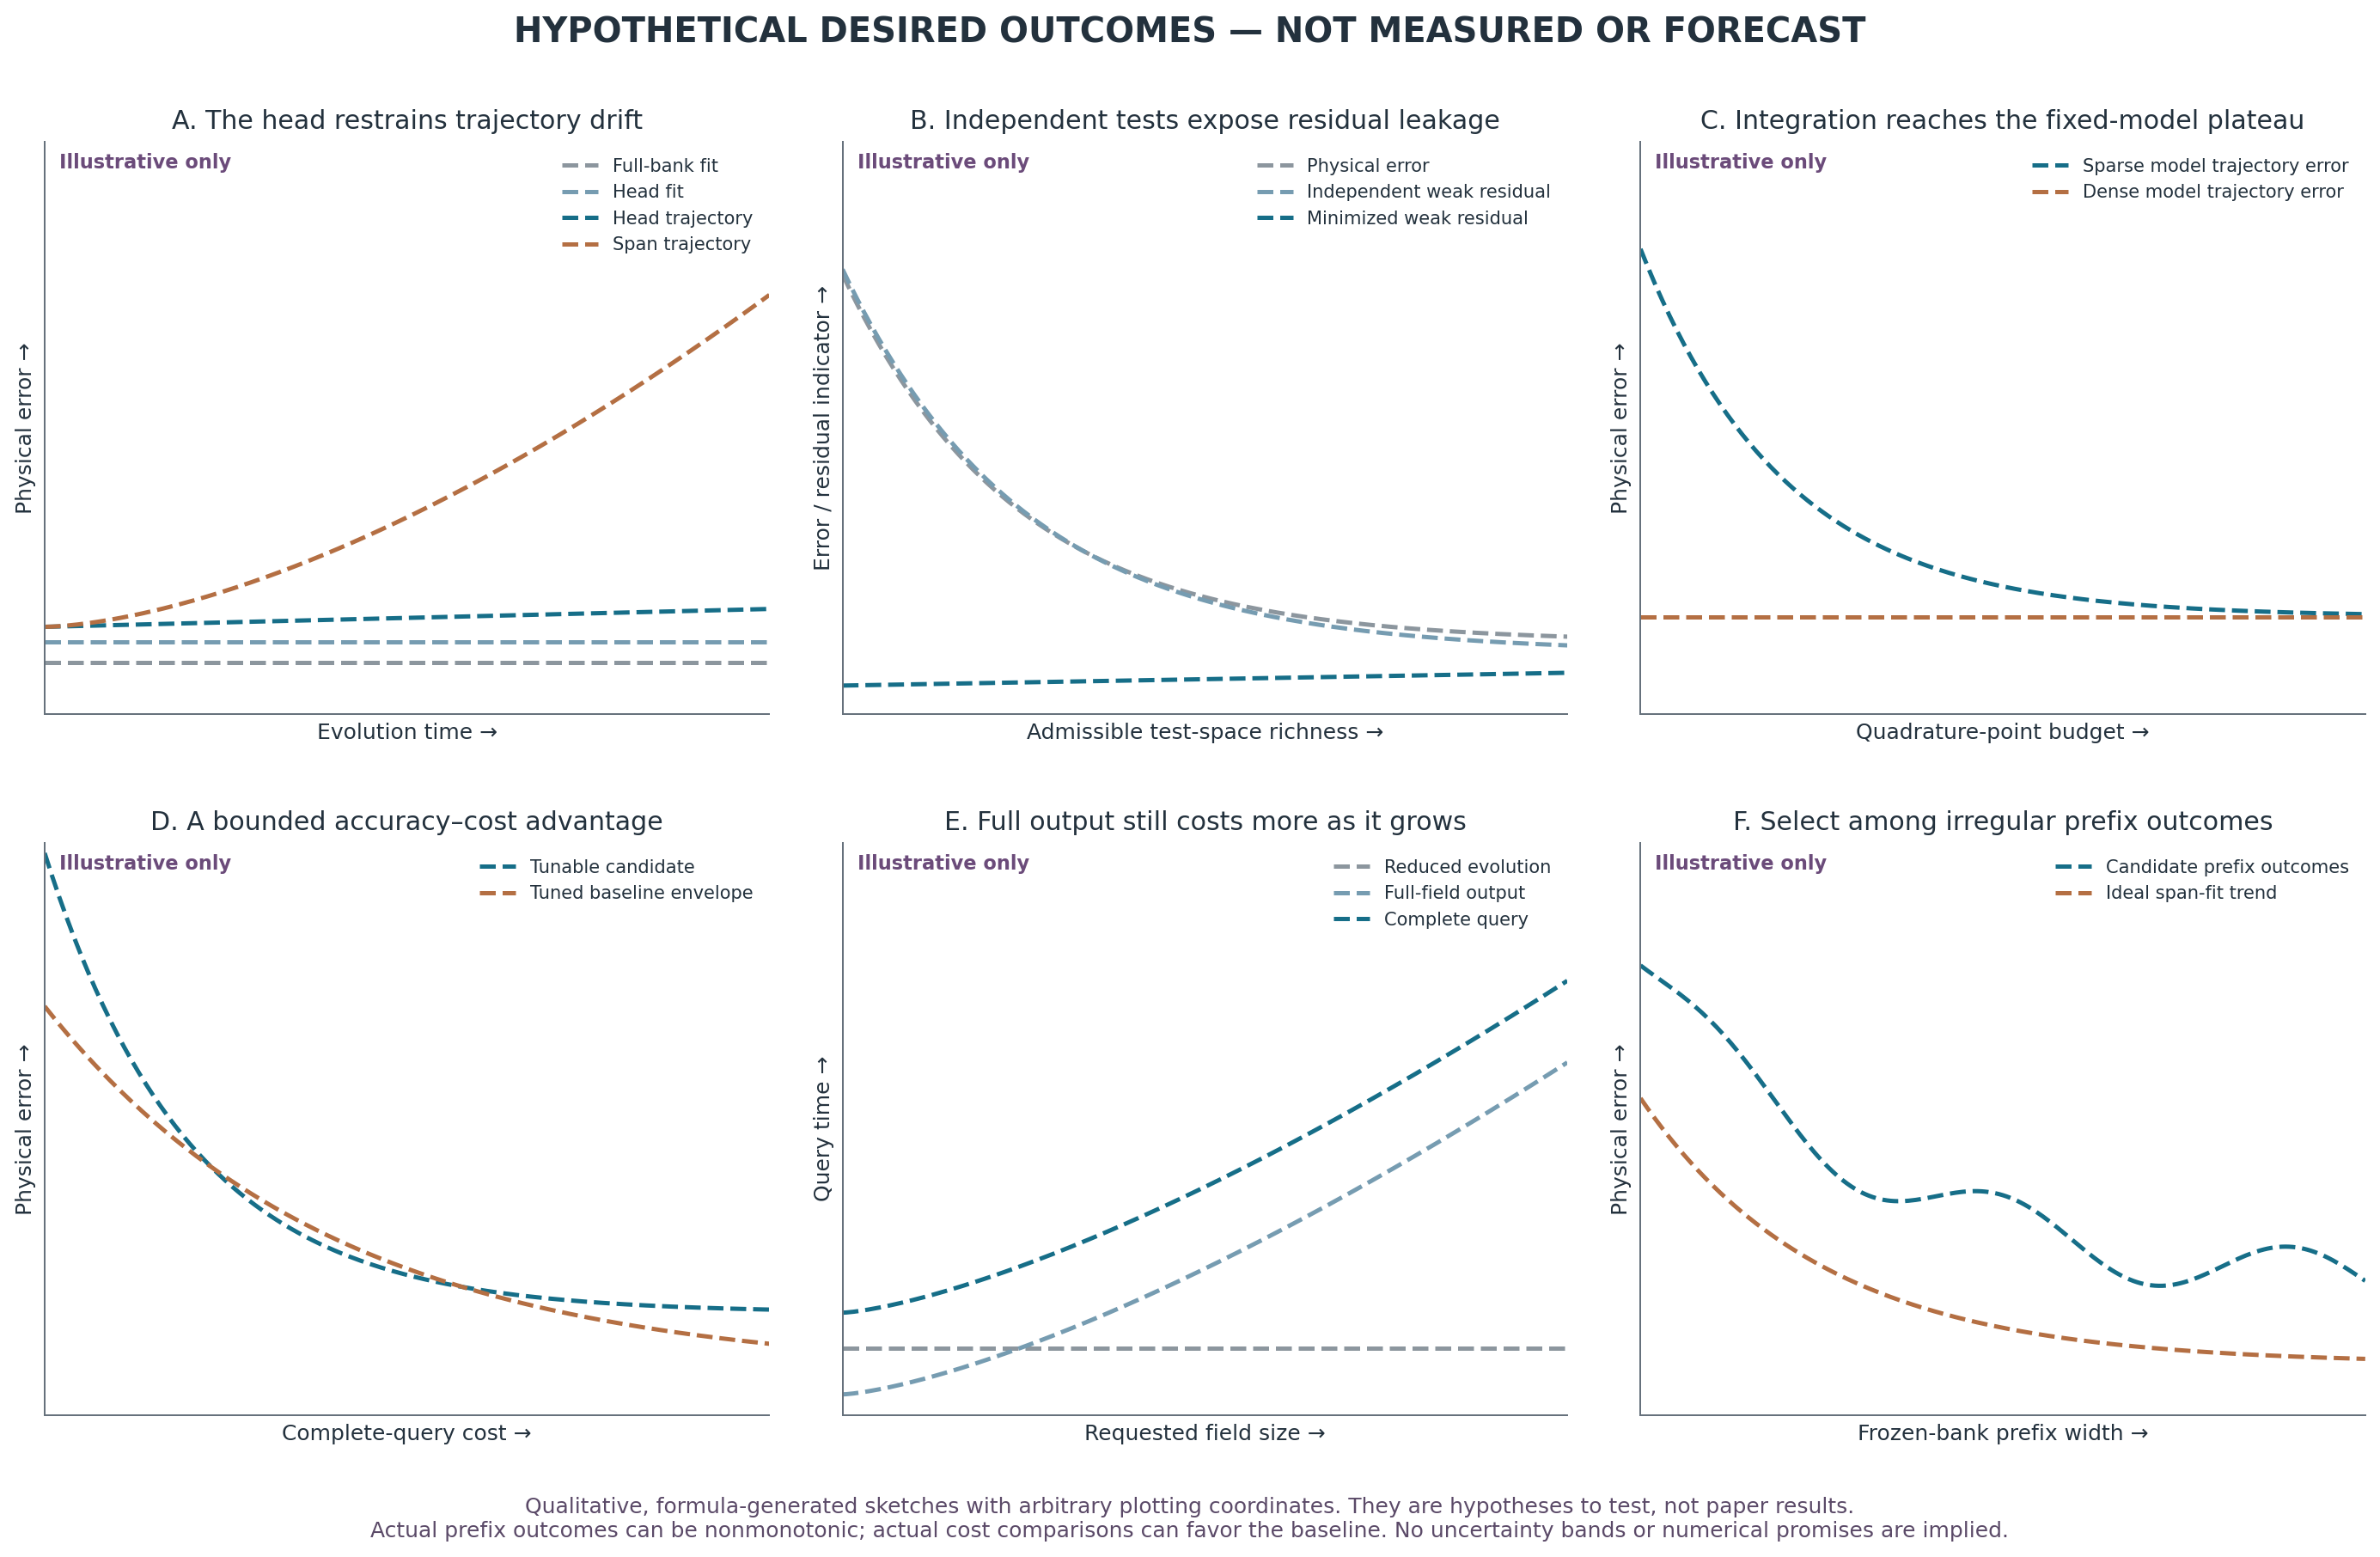 HYPOTHETICAL DESIRED OUTCOMES — NOT MEASURED OR FORECAST
A. The head restrains trajectory drift
Illustrative only
Full-bank fit
Head fit
Head trajectory
Span trajectory
Physical error →
Evolution time →
B. Independent tests expose residual leakage
Illustrative only
Physical error
Independent weak residual
Minimized weak residual
Error / residual indicator →
Admissible test-space richness →
C. Integration reaches the fixed-model plateau
Illustrative only
Sparse model trajectory error
Dense model trajectory error
Physical error →
Quadrature-point budget →
D. A bounded accuracy–cost advantage
Illustrative only
Tunable candidate
Tuned baseline envelope
Physical error →
Complete-query cost →
E. Full output still costs more as it grows
Illustrative only
Reduced evolution
Full-field output
Complete query
Query time →
Requested field size →
F. Select among irregular prefix outcomes
Illustrative only
Candidate prefix outcomes
Ideal span-fit trend
Physical error →
Frozen-bank prefix width →
Qualitative, formula-generated sketches with arbitrary plotting coordinates. They are hypotheses to test, not paper results.
Actual prefix outcomes can be nonmonotonic; actual cost comparisons can favor the baseline. No uncertainty bands or numerical promises are implied.